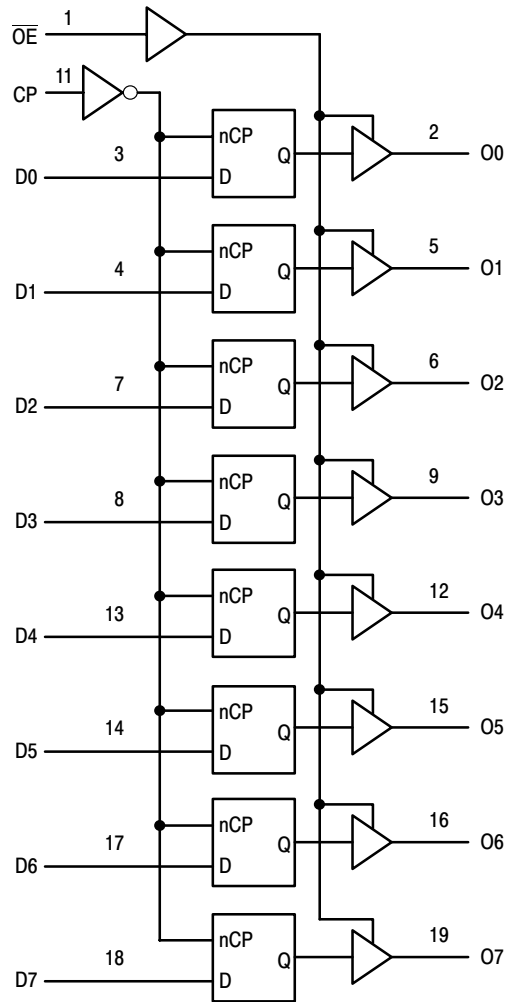 O̅E̅ 1
CP 11
nCP
D0 3 D Q 2 O0
nCP
D1 4 D Q 5 O1
nCP
D2 7 D Q 6 O2
nCP
D3 8 D Q 9 O3
nCP
D4 13 D Q 12 O4
nCP
D5 14 D Q 15 O5
nCP
D6 17 D Q 16 O6
nCP
D7 18 D Q 19 O7